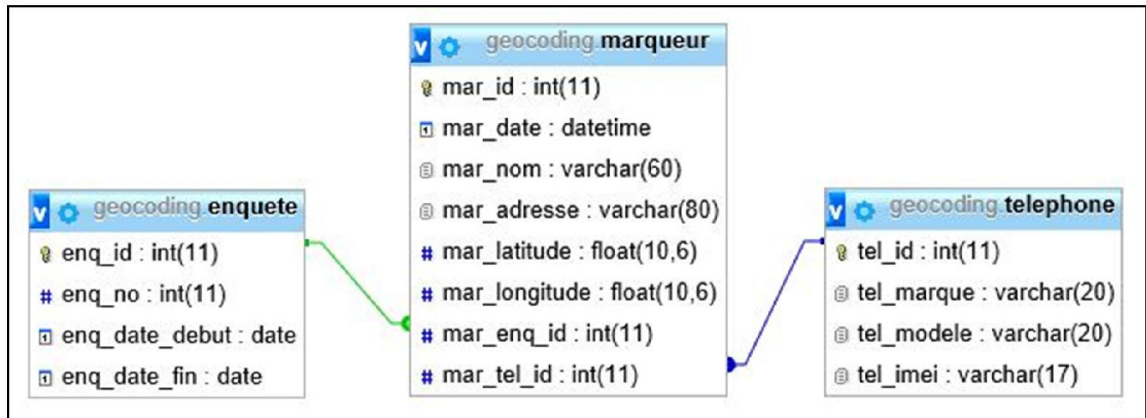 geocoding.enquete
enq_id : int(11)
enq_no : int(11)
enq_date_debut : date
enq_date_fin : date
geocoding.marqueur
mar_id : int(11)
mar_date : datetime
mar_nom : varchar(60)
mar_adresse : varchar(80)
mar_latitude : float(10,6)
mar_longitude : float(10,6)
mar_enq_id : int(11)
mar_tel_id : int(11)
geocoding.telephone
tel_id : int(11)
tel_marque : varchar(20)
tel_modele : varchar(20)
tel_imei : varchar(17)